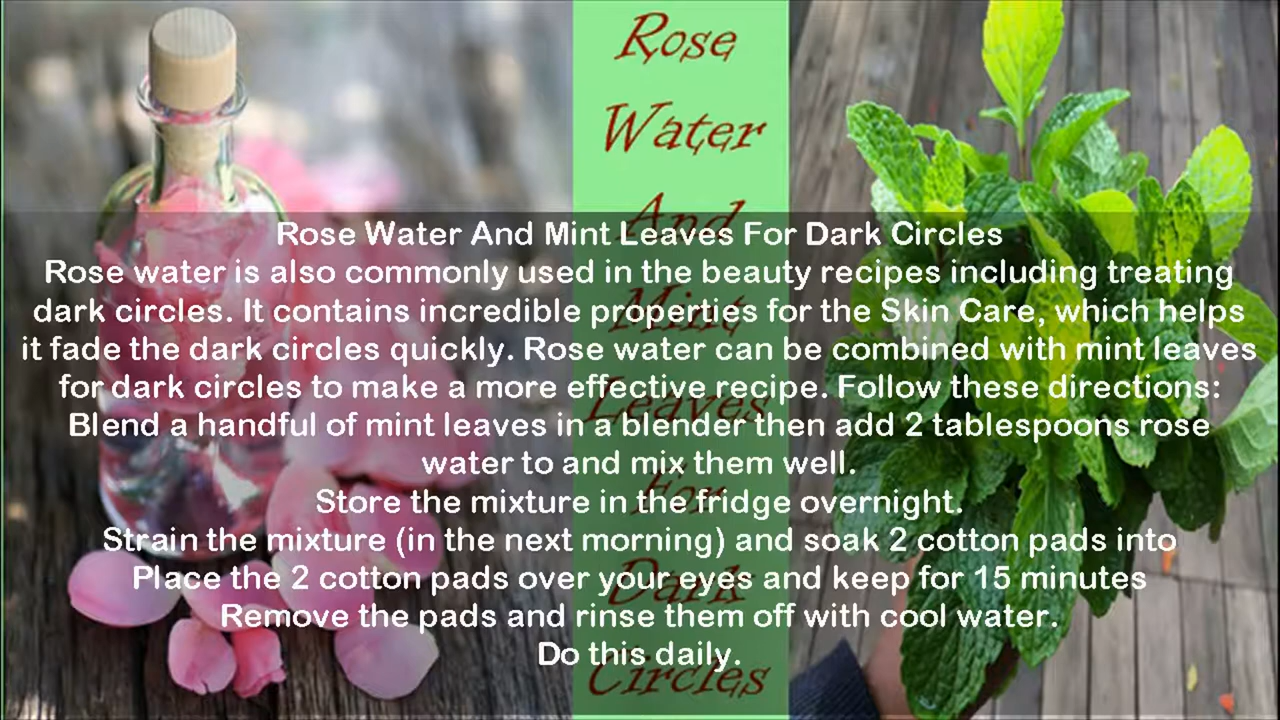 Rose
Water
And
Mint
Leaves
For
Dark
Circles
Rose Water And Mint Leaves For Dark Circles
Rose water is also commonly used in the beauty recipes including treating
dark circles. It contains incredible properties for the Skin Care, which helps
it fade the dark circles quickly. Rose water can be combined with mint leaves
for dark circles to make a more effective recipe. Follow these directions:
Blend a handful of mint leaves in a blender then add 2 tablespoons rose
water to and mix them well.
Store the mixture in the fridge overnight.
Strain the mixture (in the next morning) and soak 2 cotton pads into
Place the 2 cotton pads over your eyes and keep for 15 minutes
Remove the pads and rinse them off with cool water.
Do this daily.